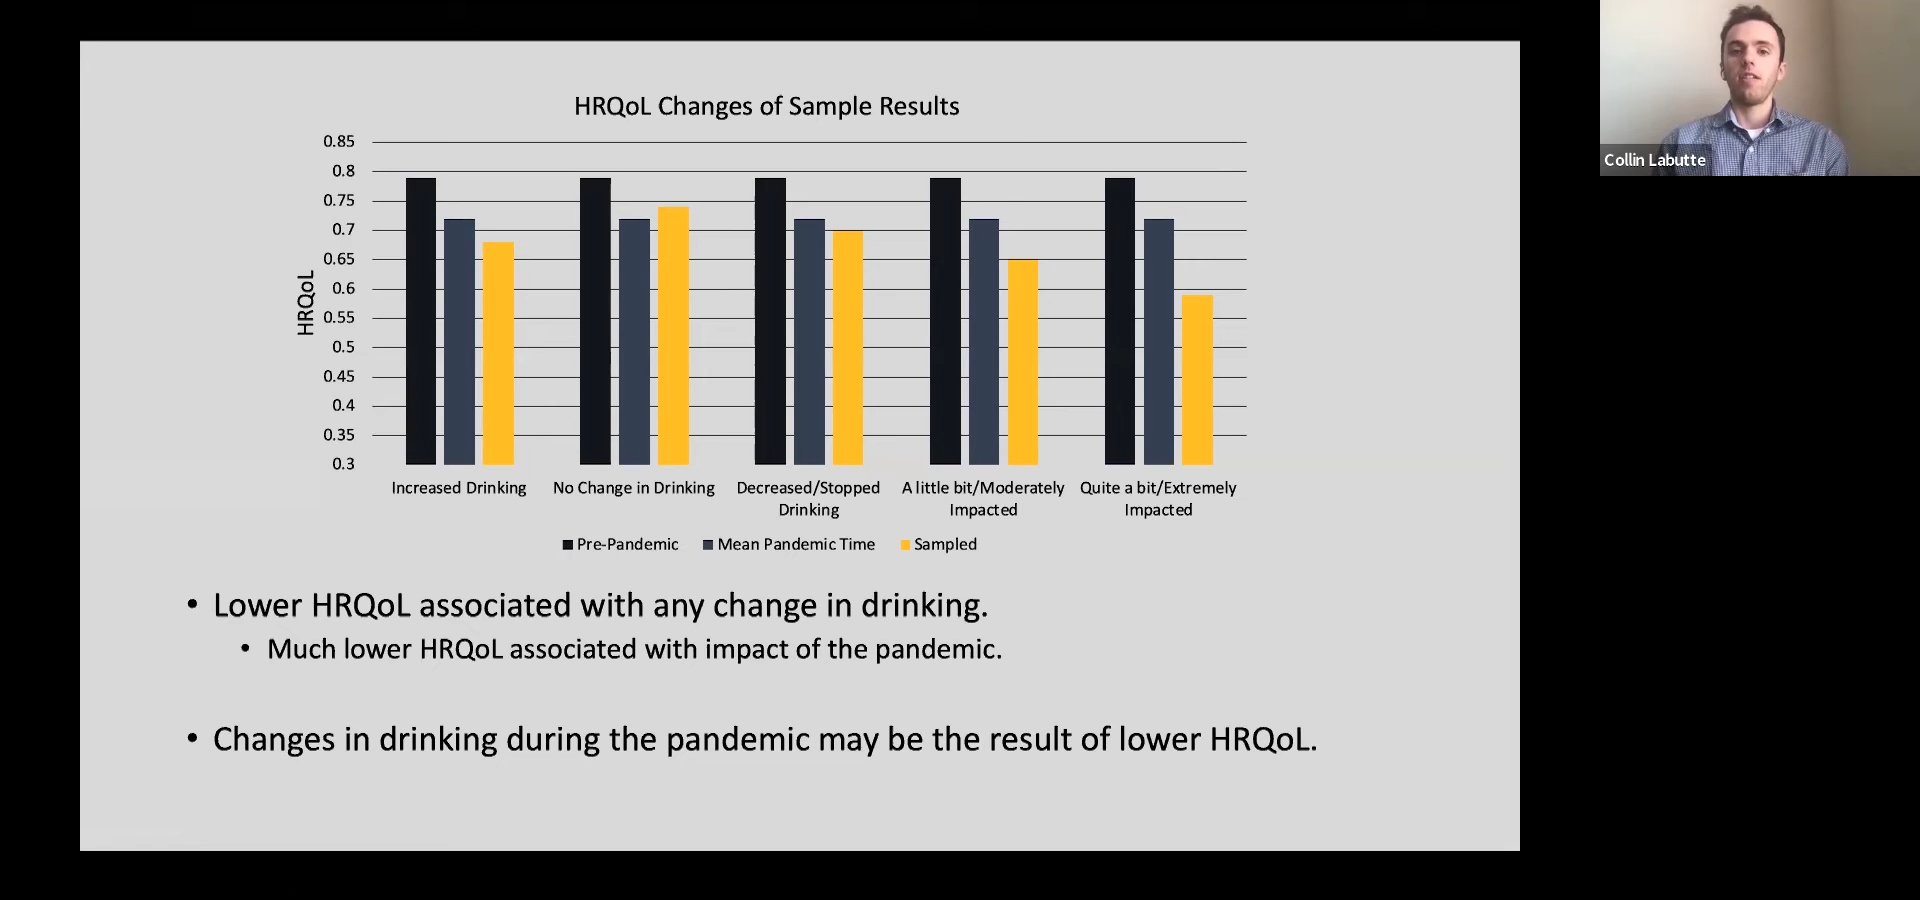 HRQoL Changes of Sample Results
HRQoL
0.85
0.8
0.75
0.7
0.65
0.6
0.55
0.5
0.45
0.4
0.35
0.3
Increased Drinking
No Change in Drinking
Decreased/Stopped
Drinking
A little bit/Moderately
Impacted
Quite a bit/Extremely
Impacted
Pre-Pandemic
Mean Pandemic Time
Sampled
• Lower HRQoL associated with any change in drinking.
• Much lower HRQoL associated with impact of the pandemic.
• Changes in drinking during the pandemic may be the result of lower HRQoL.
Collin Labutte